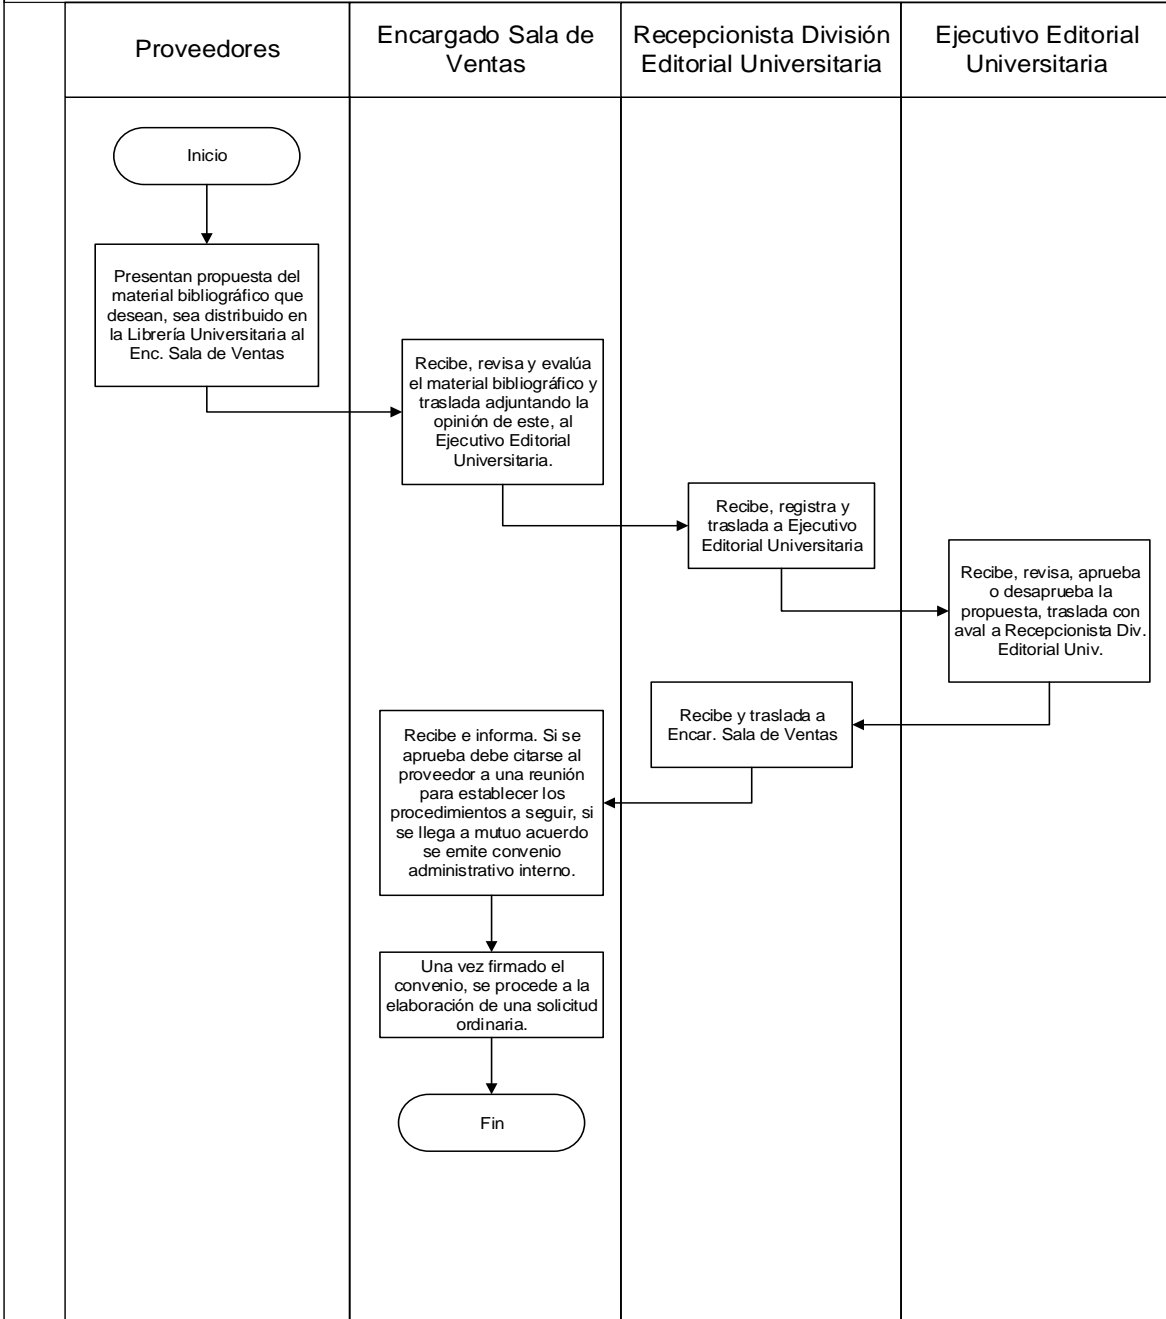 Proveedores
Encargado Sala de
Ventas
Recepcionista División
Editorial Universitaria
Ejecutivo Editorial
Universitaria
Inicio
Presentan propuesta del
material bibliográfico que
desean, sea distribuido en
la Librería Universitaria al
Enc. Sala de Ventas
Recibe, revisa y evalúa
el material bibliográfico y
traslada adjuntando la
opinión de este, al
Ejecutivo Editorial
Universitaria.
Recibe, registra y
traslada a Ejecutivo
Editorial Universitaria
Recibe, revisa, aprueba
o desaprueba la
propuesta, traslada con
aval a Recepcionista Div.
Editorial Univ.
Recibe y traslada a
Encar. Sala de Ventas
Recibe e informa. Si se
aprueba debe citarse al
proveedor a una reunión
para establecer los
procedimientos a seguir, si
se llega a mutuo acuerdo
se emite convenio
administrativo interno.
Una vez firmado el
convenio, se procede a la
elaboración de una solicitud
ordinaria.
Fin